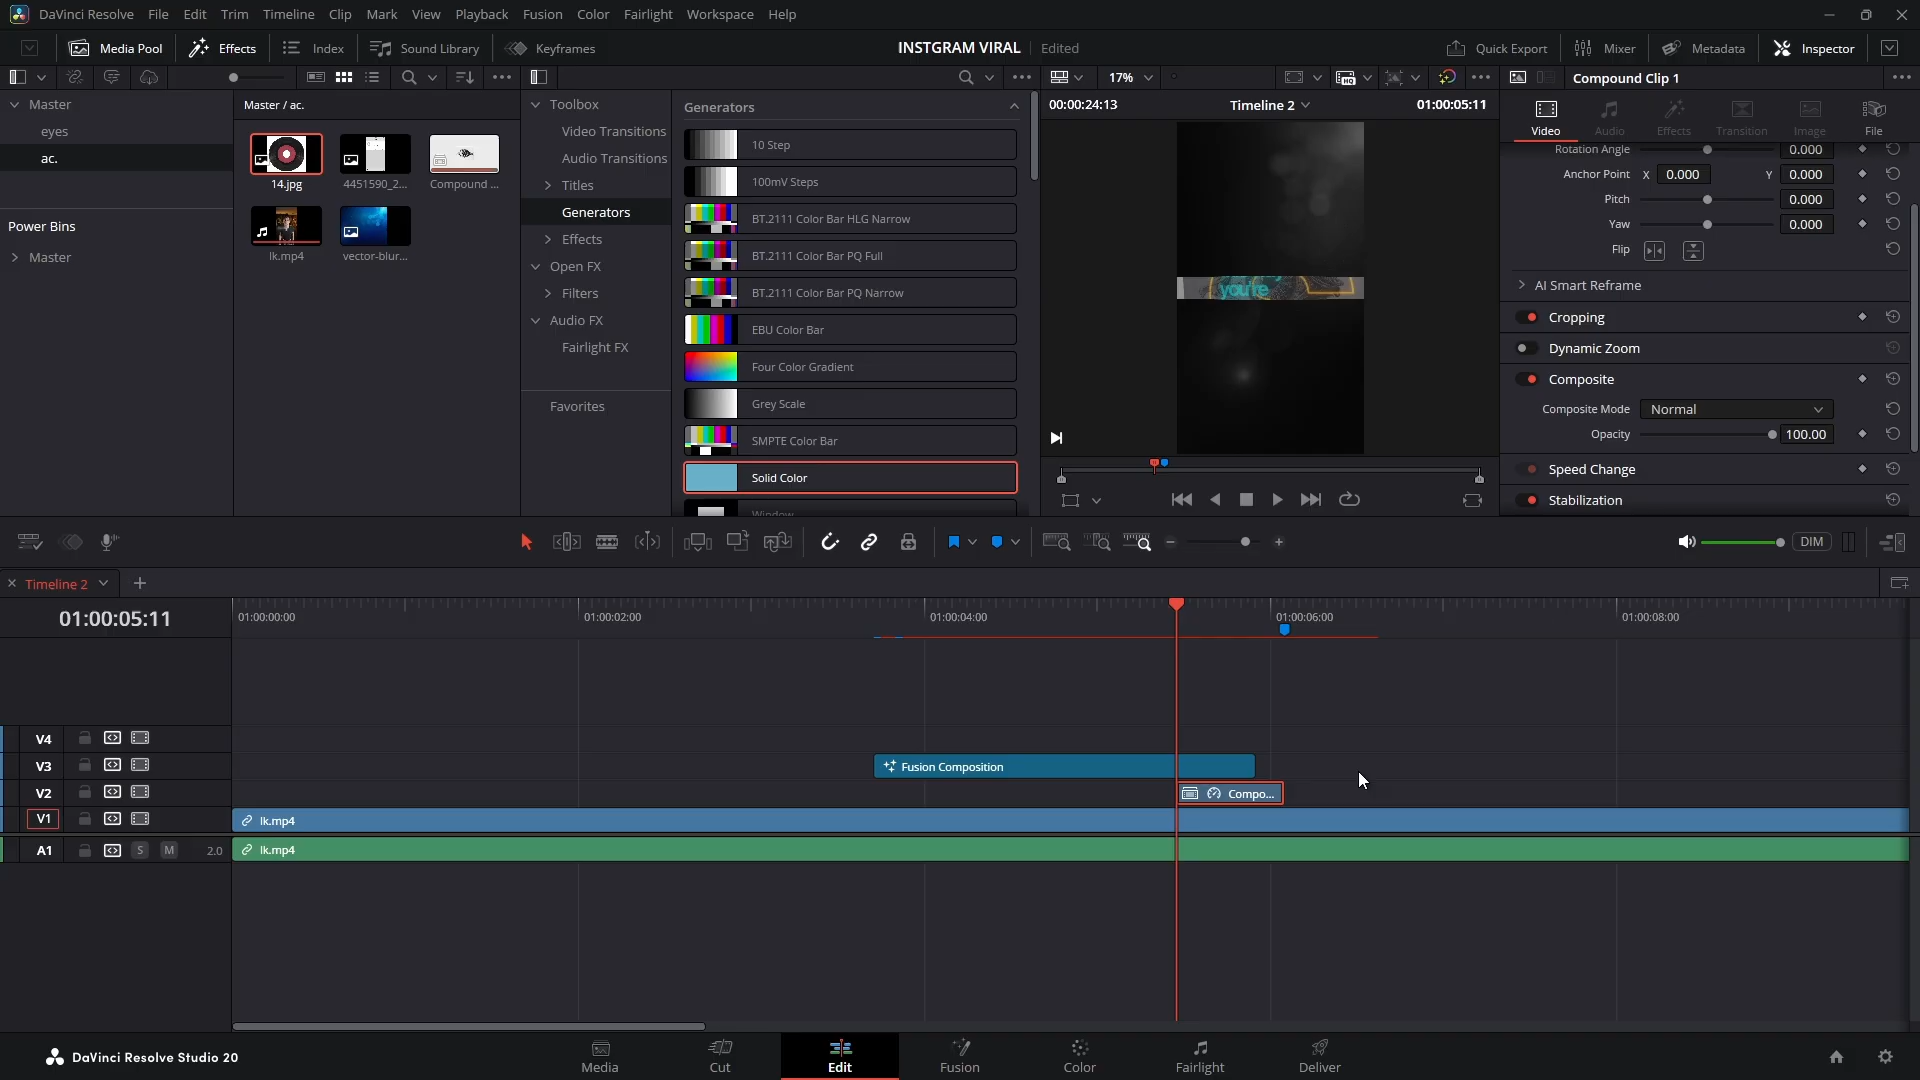 DaVinci Resolve File Edit Trim Timeline Clip Mark View Playback Fusion Color Fairlight Workspace Help
Media Pool Effects Index Sound Library Keyframes INSTGRAM VIRAL Edited Quick Export Mixer Metadata Inspector
17% Compound Clip 1
Master
eyes
ac.
Power Bins
Master
Master / ac.
14.jpg 4451590_2... Compound ...
lk.mp4 vector-blur...
Toolbox
Video Transitions
Audio Transitions
Titles
Generators
Effects
Open FX
Filters
Audio FX
Fairlight FX
Favorites
Generators
10 Step
100mV Steps
BT.2111 Color Bar HLG Narrow
BT.2111 Color Bar PQ Full
BT.2111 Color Bar PQ Narrow
EBU Color Bar
Four Color Gradient
Grey Scale
SMPTE Color Bar
Solid Color
Window
00:00:24:13 Timeline 2 01:00:05:11
you're
Video Audio Effects Transition Image File
Rotation Angle 0.000
Anchor Point X 0.000 Y 0.000
Pitch 0.000
Yaw 0.000
Flip
AI Smart Reframe
Cropping
Dynamic Zoom
Composite
Composite Mode Normal
Opacity 100.00
Speed Change
Stabilization
DIM
Timeline 2
01:00:05:11 01:00:00:00 01:00:02:00 01:00:04:00 01:00:06:00 01:00:08:00
V4
V3 Fusion Composition
V2 Compo...
V1 lk.mp4
A1 S M 2.0 lk.mp4
DaVinci Resolve Studio 20
Media Cut Edit Fusion Color Fairlight Deliver